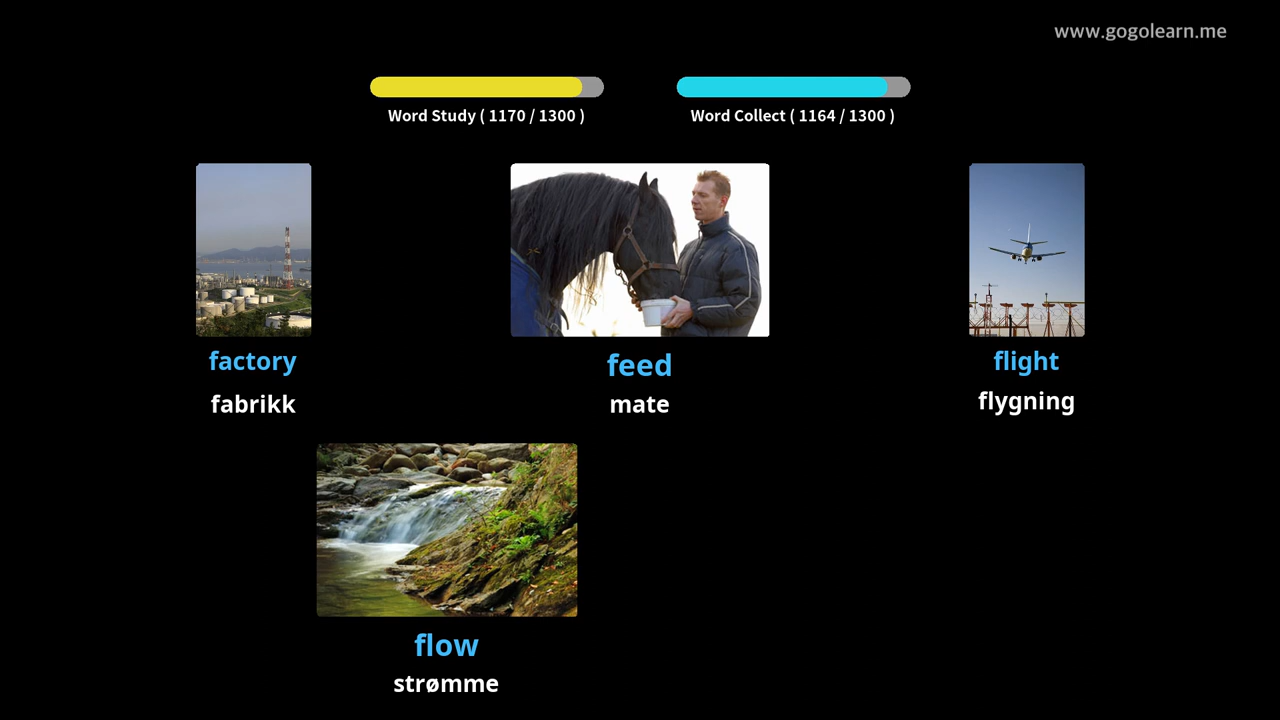 www.gogolearn.me
Word Study ( 1170 / 1300 )
Word Collect ( 1164 / 1300 )
factory
fabrikk
feed
mate
flight
flygning
flow
strømme